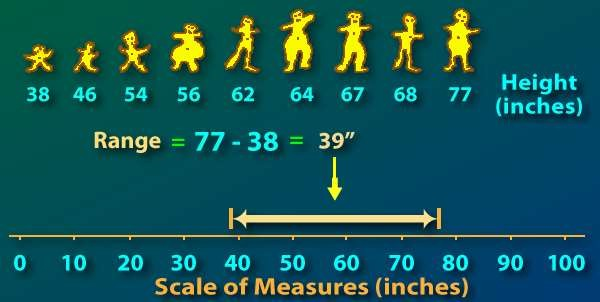 38 46 54 56 62 64 67 68 77 Height
(inches)
Range = 77 - 38 = 39”
0 10 20 30 40 50 60 70 80 90 100
Scale of Measures (inches)